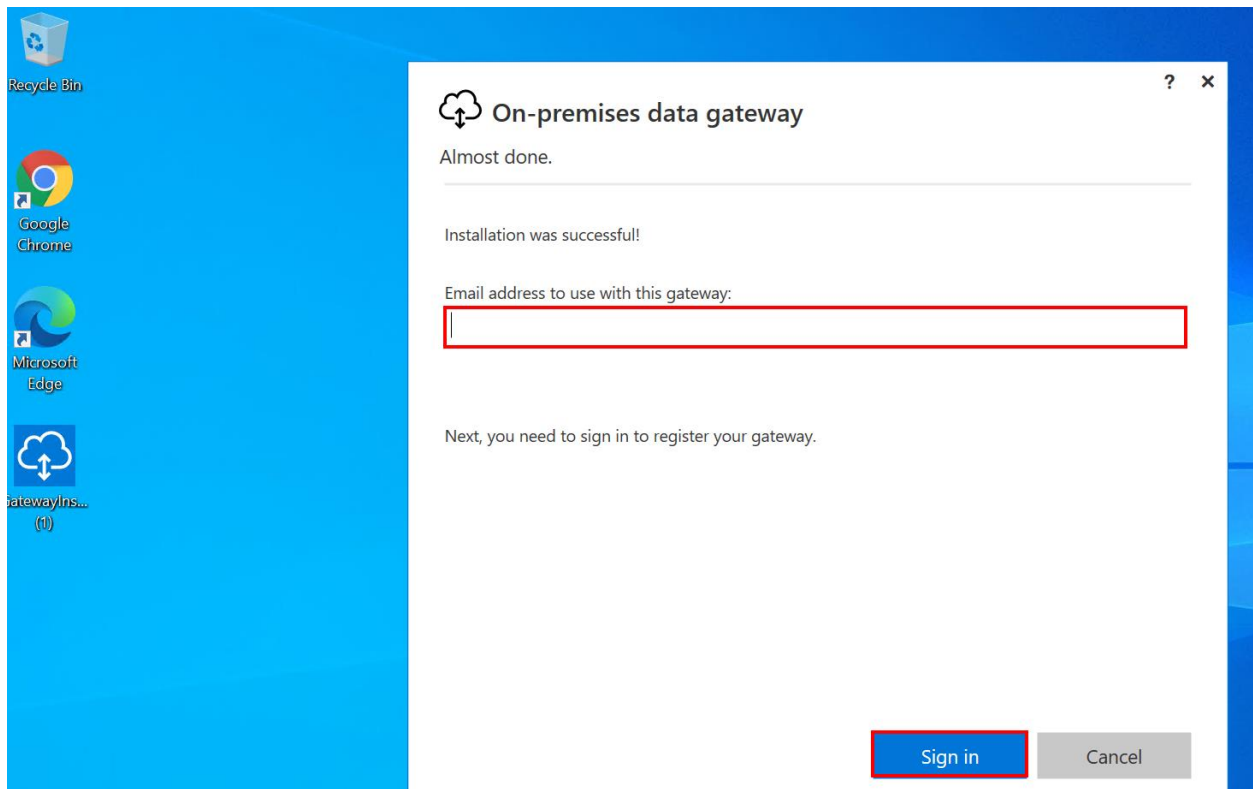 Recycle Bin
Google
Chrome
Microsoft
Edge
GatewayIns...
(1)
? ×
On-premises data gateway
Almost done.
Installation was successful!
Email address to use with this gateway:
Next, you need to sign in to register your gateway.
Sign in
Cancel